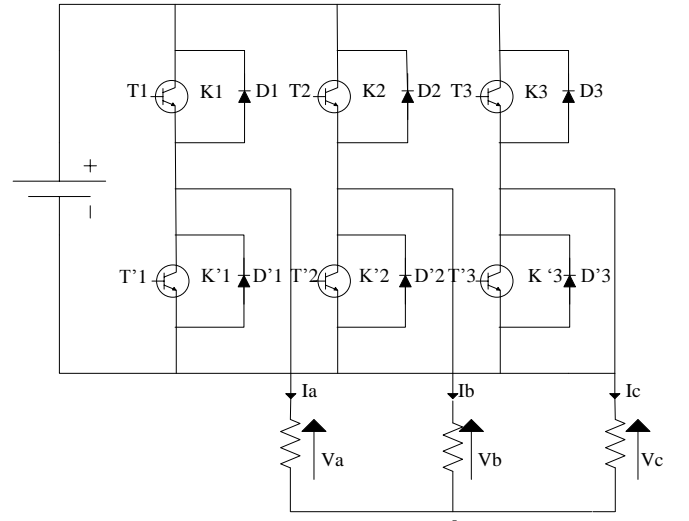 T1 K1 D1 T2 K2 D2 T3 K3 D3
+
−
T'1 K'1 D'1 T'2 K'2 D'2 T'3 K ‘3 D'3
Ia Ib Ic
Va Vb Vc